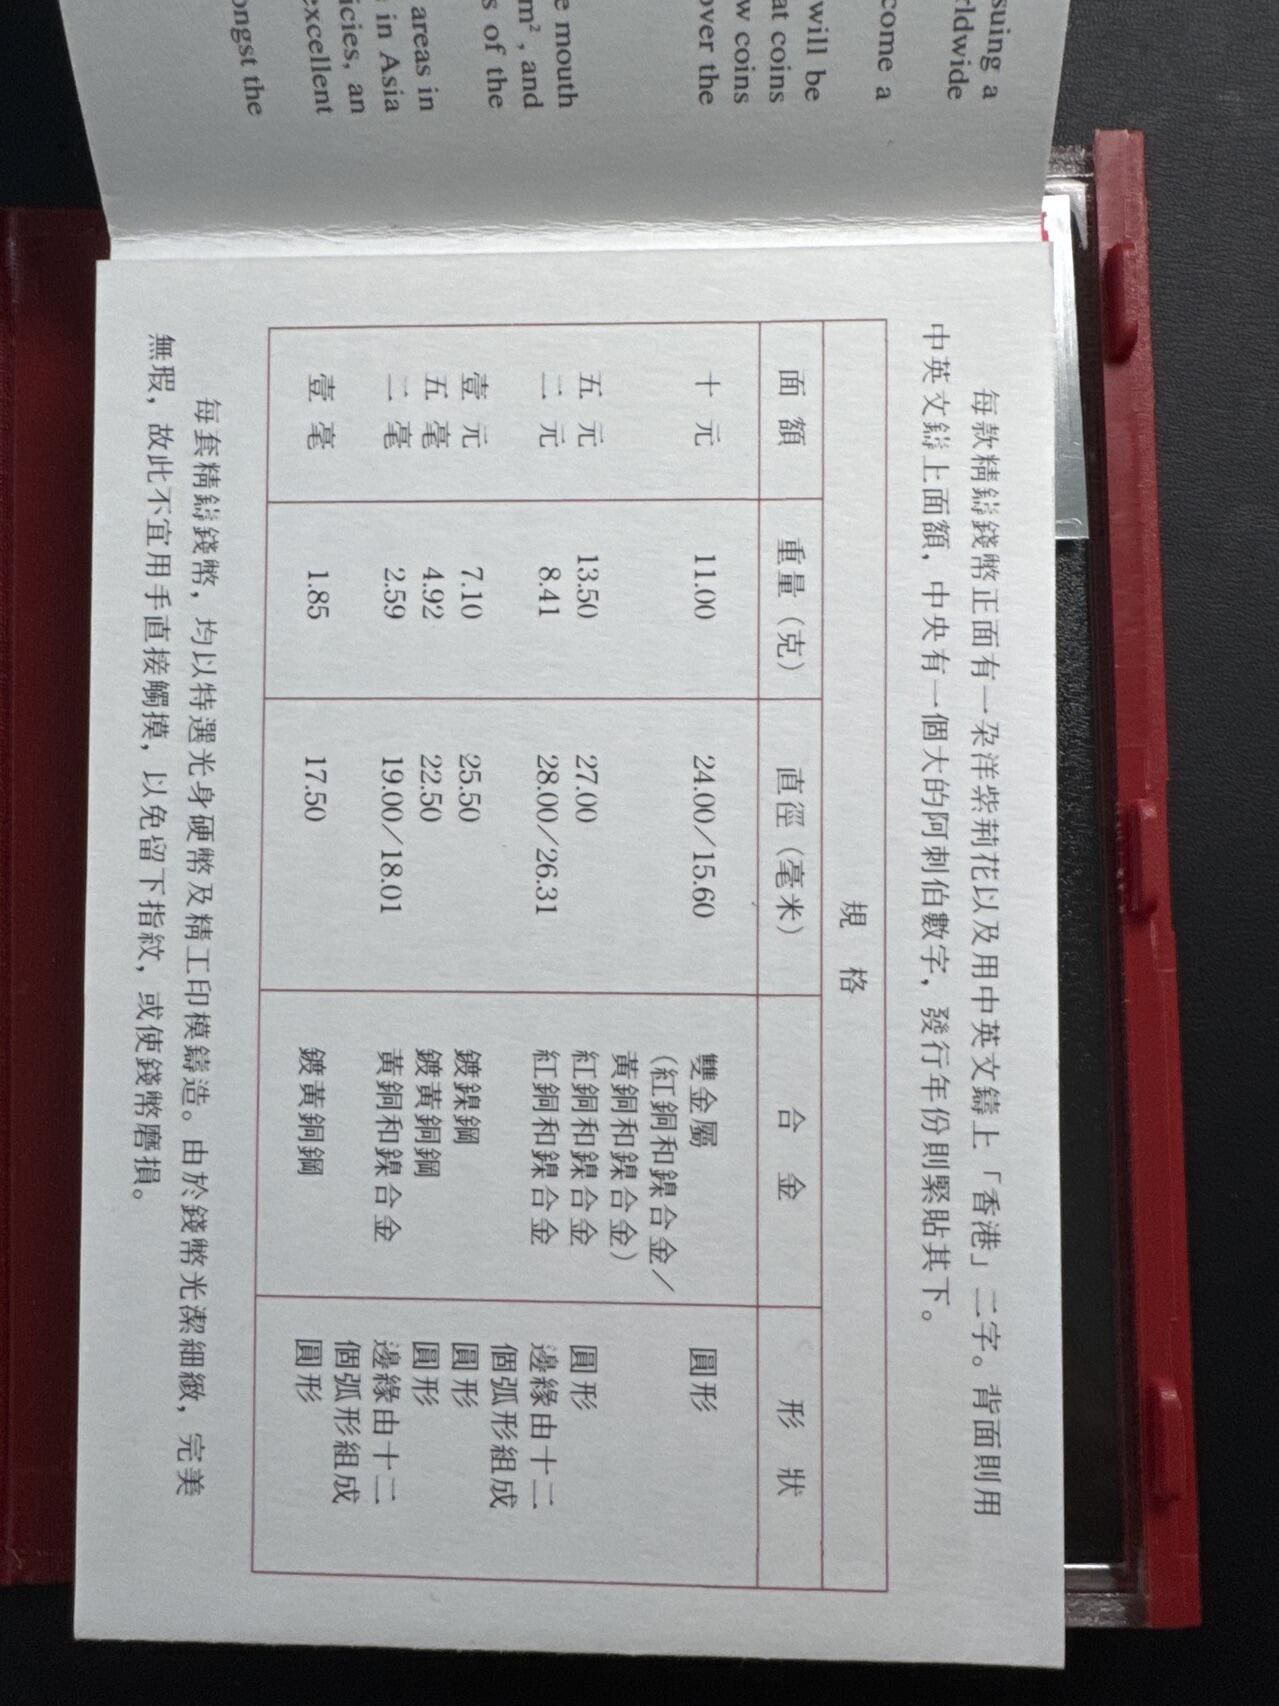 suing a
rldwide
come a
will be
at coins
w coins
over the
e mouth
m², and
s of the
areas in
in Asia
icies, an
excellent
ongst the
每款精鑄錢幣正面有一朶洋紫荊花以及用中英文鑄上「香港」二字。背面則用
中英文鑄上面額，中央有一個大的阿剌伯數字，發行年份則緊貼其下。
規 格
面 額 重量（克） 直徑（毫米） 合 金 形 狀
十 元 11.00 24.00/15.60 雙金屬 圓形
(紅銅和鎳合金/
黃銅和鎳合金)
五 元 13.50 27.00 紅銅和鎳合金 圓形
二 元 8.41 28.00/26.31 紅銅和鎳合金 邊緣由十二
個弧形組成
壹 元 7.10 25.50 鍍鎳鋼 圓形
五 毫 4.92 22.50 鍍黃銅鋼 圓形
二 毫 2.59 19.00/18.01 黃銅和鎳合金 邊緣由十二
個弧形組成
壹 毫 1.85 17.50 鍍黃銅鋼 圓形
每套精鑄錢幣，均以特選光身硬幣及精工印模鑄造。由於錢幣光潔細緻，完美
無瑕，故此不宜用手直接觸摸，以免留下指紋，或使錢幣磨損。